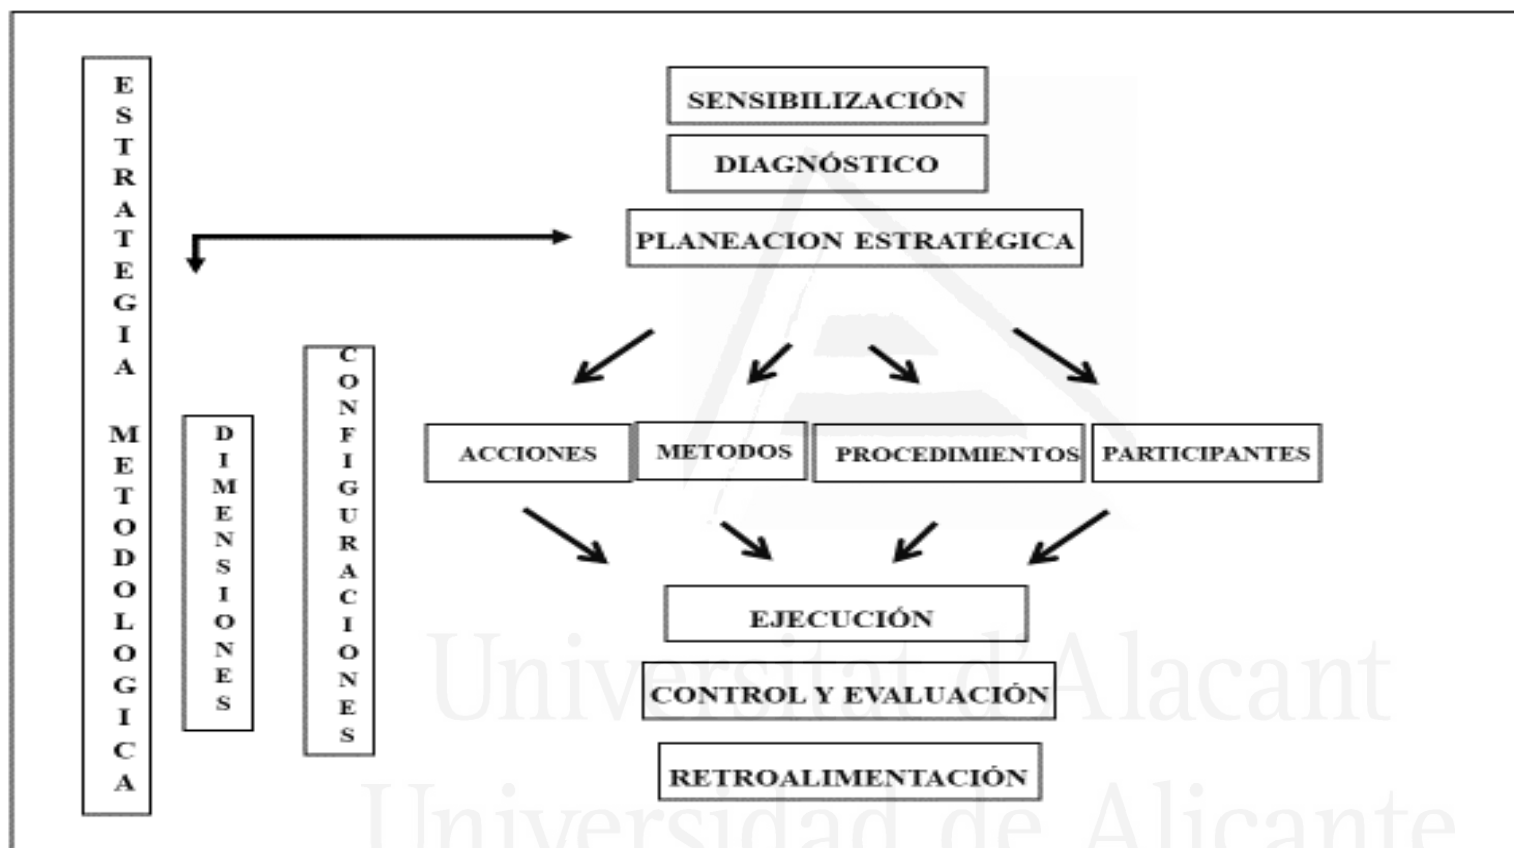 ESTRATEGIA METODOLOGICA
DIMENSIONES
CONFIGURACIONES
SENSIBILIZACIÓN
DIAGNÓSTICO
PLANEACION ESTRATÉGICA
ACCIONES
METODOS
PROCEDIMIENTOS
PARTICIPANTES
EJECUCIÓN
CONTROL Y EVALUACIÓN
RETROALIMENTACIÓN
Universitat d'Alacant
Universidad de Alicante